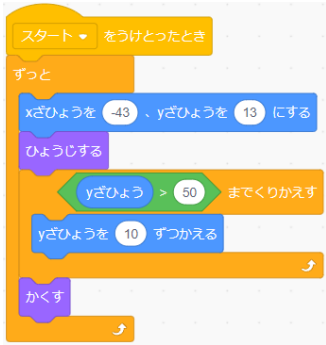 スタート をうけとったとき
ずっと
xざひょうを -43 、yざひょうを 13 にする
ひょうじする
yざひょう > 50 までくりかえす
yざひょうを 10 ずつかえる
かくす